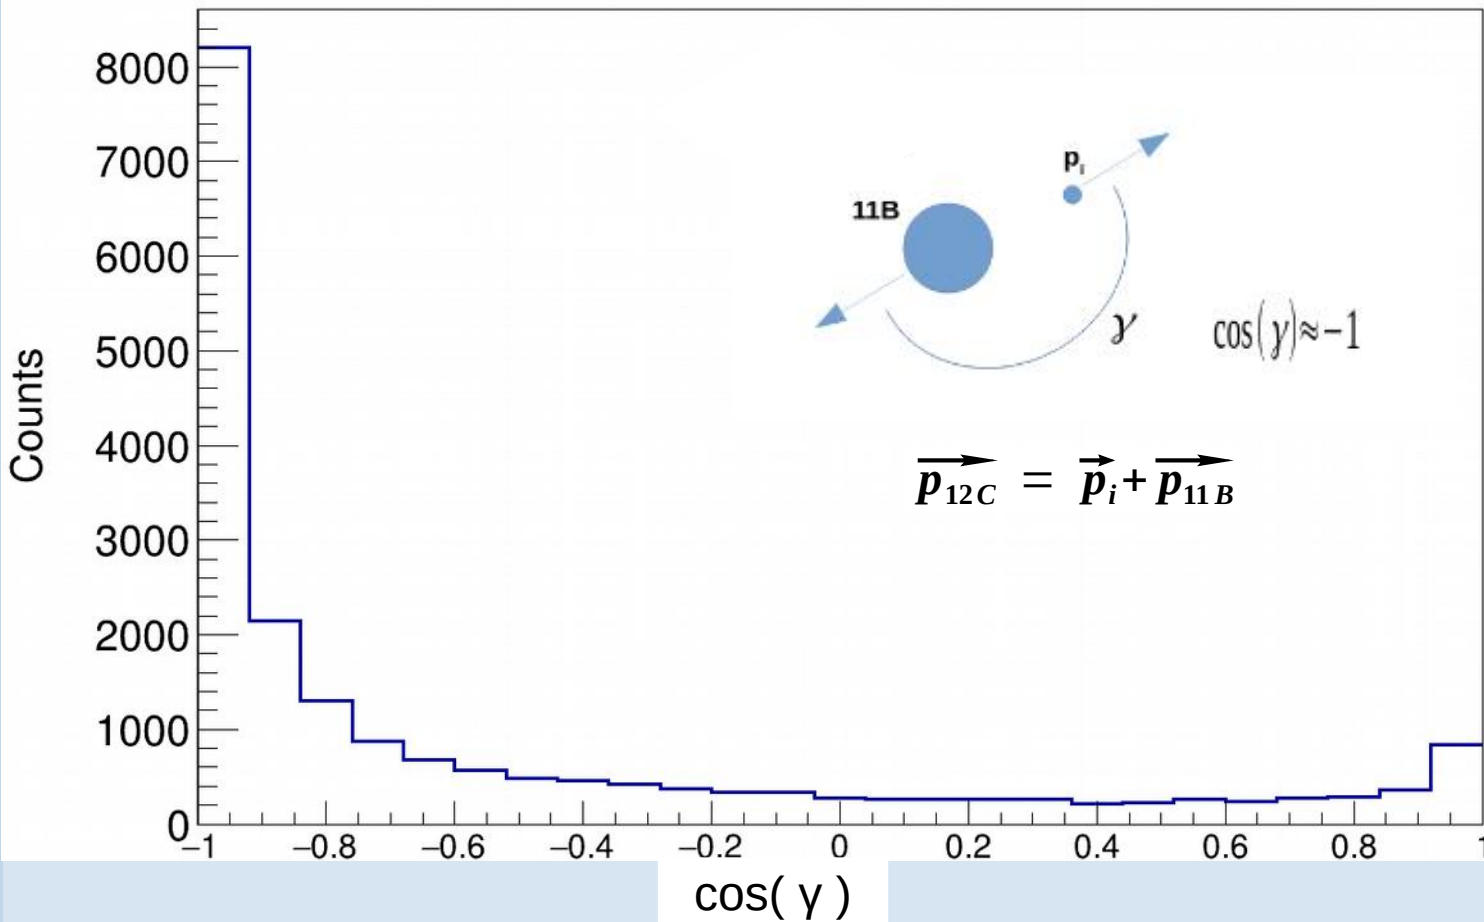 8000
7000
6000
5000
4000
3000
2000
1000
0
Counts
11B
pᵢ
γ
cos(γ)≈−1
p₁₂C = pᵢ + p₁₁B
−1 −0.8 −0.6 −0.4 −0.2 0 0.2 0.4 0.6 0.8 1
cos( γ )